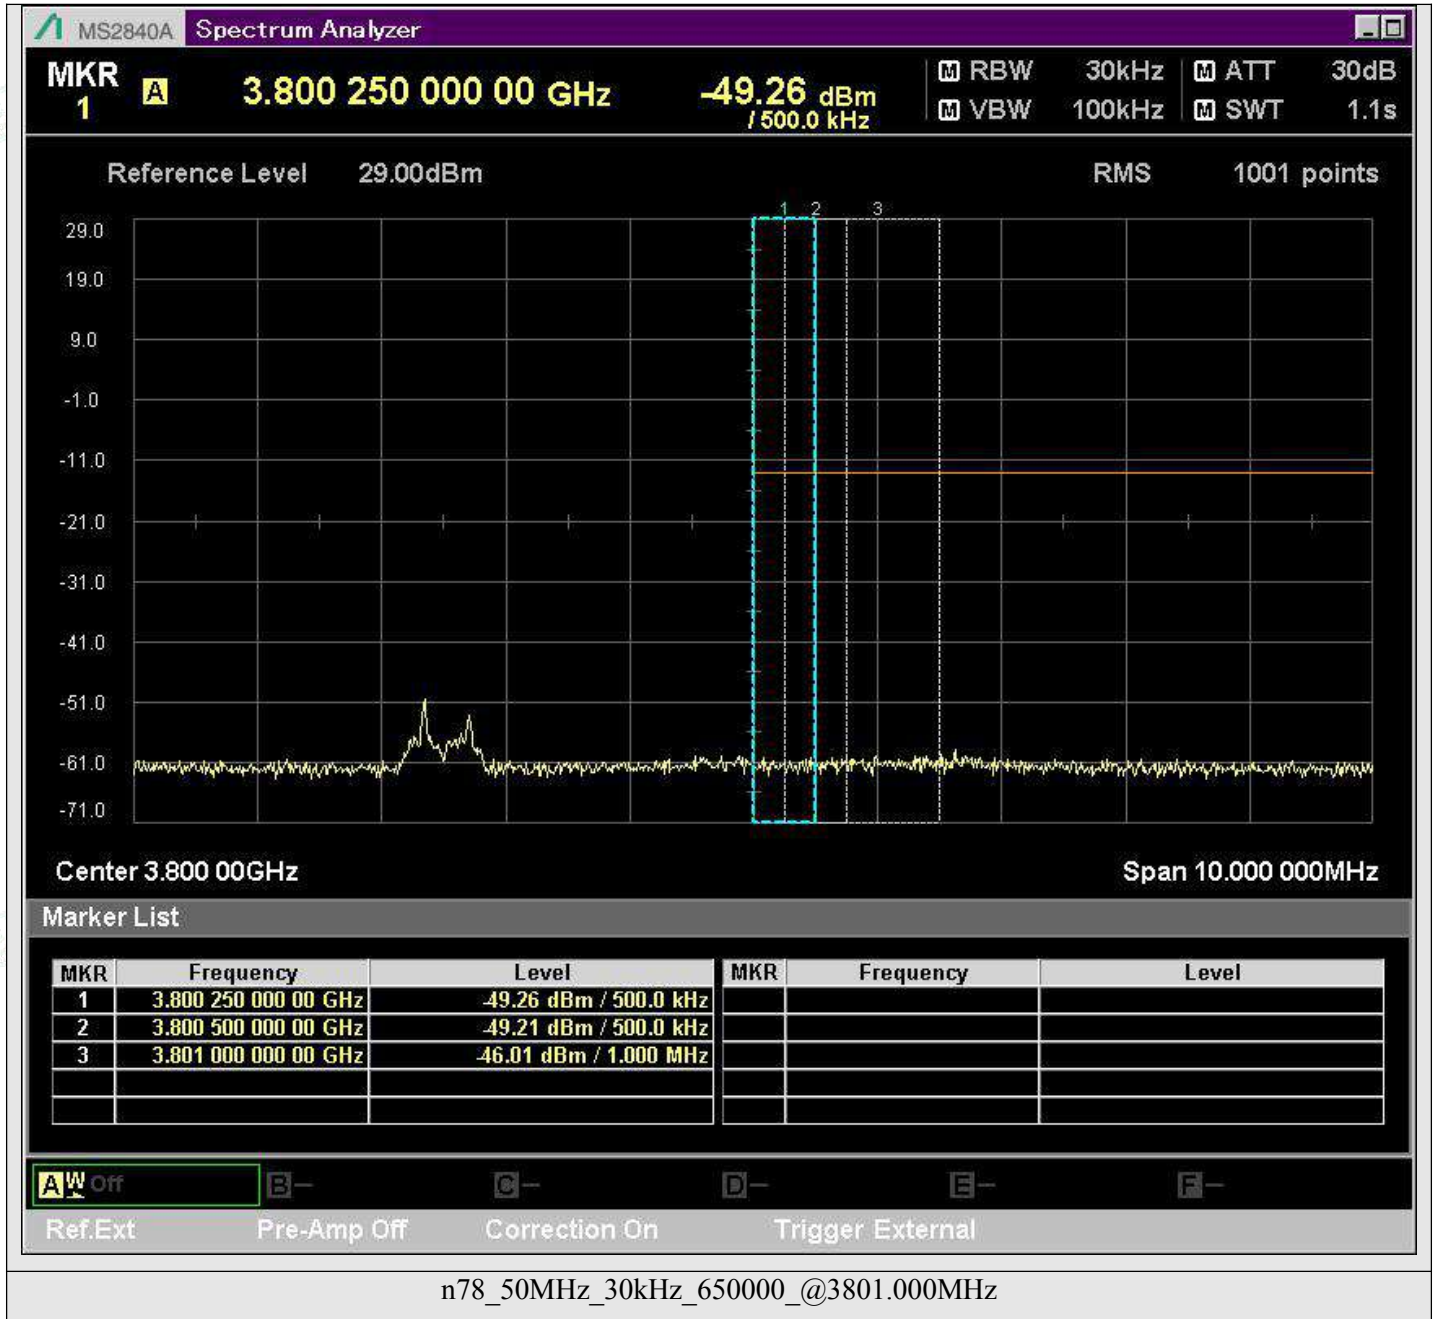 MS2840A Spectrum Analyzer
MKR 1 A 3.800 250 000 00 GHz -49.26 dBm / 500.0 kHz
M RBW 30kHz M ATT 30dB
M VBW 100kHz M SWT 1.1s
Reference Level 29.00dBm RMS 1001 points
1 2 3
29.0
19.0
9.0
-1.0
-11.0
-21.0
-31.0
-41.0
-51.0
-61.0
-71.0
Center 3.800 00GHz Span 10.000 000MHz
Marker List
MKR Frequency Level MKR Frequency Level
1 3.800 250 000 00 GHz -49.26 dBm / 500.0 kHz
2 3.800 500 000 00 GHz -49.21 dBm / 500.0 kHz
3 3.801 000 000 00 GHz -46.01 dBm / 1.000 MHz
A W Off B- C- D- E- F-
Ref.Ext Pre-Amp Off Correction On Trigger External
n78_50MHz_30kHz_650000_@3801.000MHz